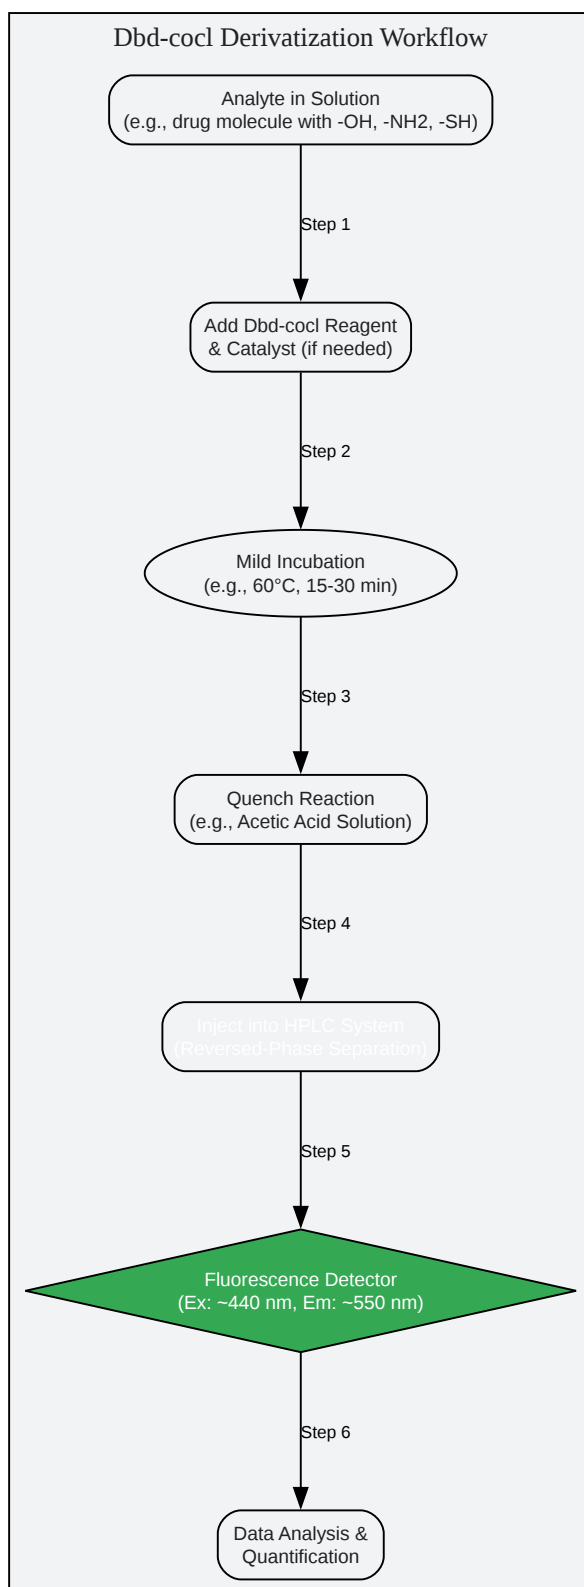 Dbd-cocl Derivatization Workflow
Analyte in Solution
(e.g., drug molecule with -OH, -NH2, -SH)
Step 1
Add Dbd-cocl Reagent
& Catalyst (if needed)
Step 2
Mild Incubation
(e.g., 60°C, 15-30 min)
Step 3
Quench Reaction
(e.g., Acetic Acid Solution)
Step 4
Inject into HPLC System
(Reversed-Phase Separation)
Step 5
Fluorescence Detector
(Ex: ~440 nm, Em: ~550 nm)
Step 6
Data Analysis &
Quantification